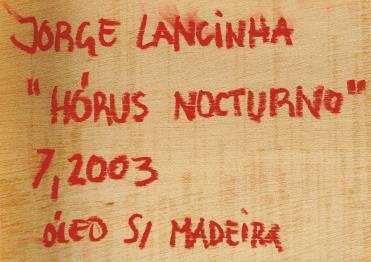 JORGE LANCINHA
"HÓRUS NOCTURNO"
7,2003
ÓLEO S/ MADEIRA